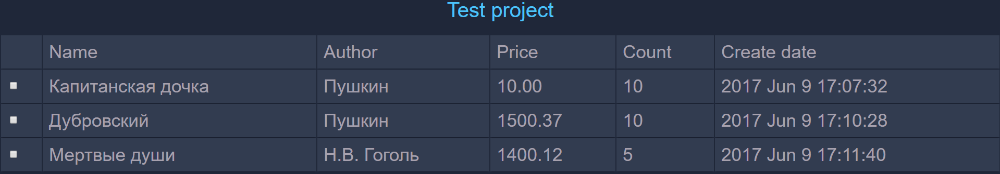 Test project
Name Author Price Count Create date
Капитанская дочка Пушкин 10.00 10 2017 Jun 9 17:07:32
Дубровский Пушкин 1500.37 10 2017 Jun 9 17:10:28
Мертвые души Н.В. Гоголь 1400.12 5 2017 Jun 9 17:11:40